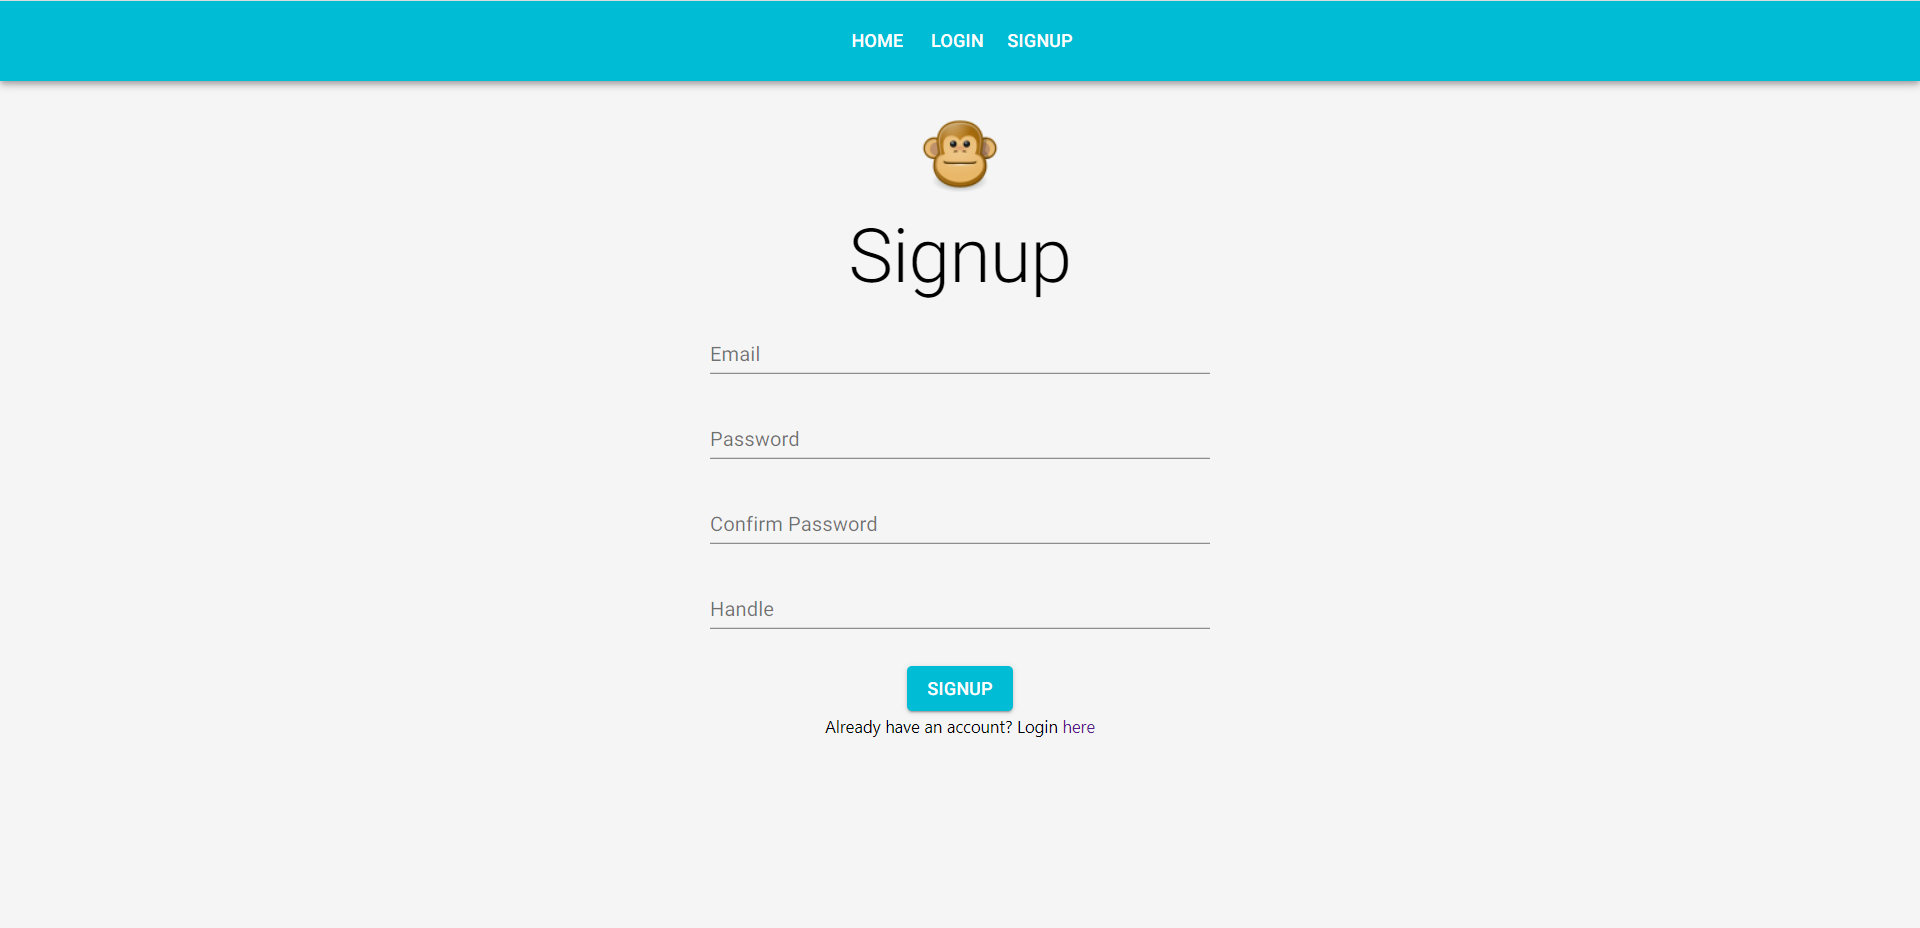 HOME LOGIN SIGNUP
Signup
Email
Password
Confirm Password
Handle
SIGNUP
Already have an account? Login here